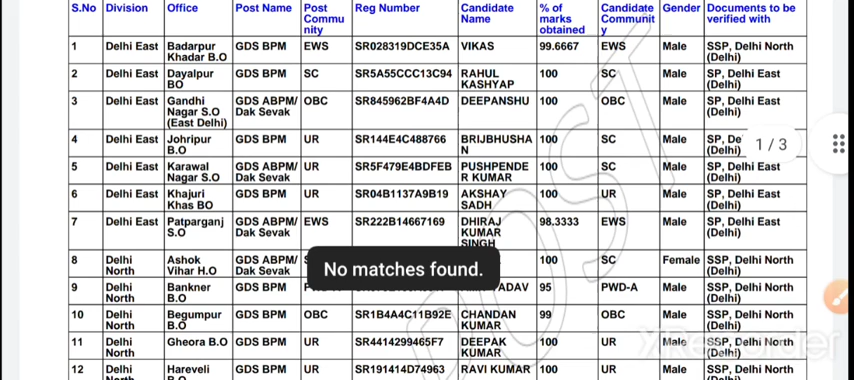 S.No Division Office Post Name Post Commu nity Reg Number Candidate Name % of marks obtained Candidate Communit y Gender Documents to be verified with
1 Delhi East Badarpur Khadar B.O GDS BPM EWS SR028319DCE35A VIKAS 99.6667 EWS Male SSP, Delhi North (Delhi)
2 Delhi East Dayalpur BO GDS BPM SC SR5A55CCC13C94 RAHUL KASHYAP 100 SC Male SP, Delhi East (Delhi)
3 Delhi East Gandhi Nagar S.O (East Delhi) GDS ABPM/ Dak Sevak OBC SR845962BF4A4D DEEPANSHU 100 OBC Male SP, Delhi East (Delhi)
4 Delhi East Johripur B.O GDS BPM UR SR144E4C488766 BRIJBHUSHA N 100 SC Male SP, De (Delhi)
1 / 3
5 Delhi East Karawal Nagar S.O GDS ABPM/ Dak Sevak UR SR5F479E4BDFEB PUSHPENDE R KUMAR 100 SC Male SP, Delhi East (Delhi)
6 Delhi East Khajuri Khas BO GDS BPM UR SR04B1137A9B19 AKSHAY SADH 100 UR Male SP, Delhi East (Delhi)
7 Delhi East Patparganj S.O GDS ABPM/ Dak Sevak EWS SR222B14667169 DHIRAJ KUMAR SINGH 98.3333 EWS Male SP, Delhi East (Delhi)
8 Delhi North Ashok Vihar H.O GDS ABPM/ Dak Sevak 100 SC Female SSP, Delhi North (Delhi)
No matches found.
9 Delhi North Bankner B.O GDS BPM ADAV 95 PWD-A Male SSP, Delhi North (Delhi)
10 Delhi North Begumpur B.O GDS BPM OBC SR1B4A4C11B92E CHANDAN KUMAR 99 OBC Male SSP, Delhi North (Delhi)
11 Delhi North Gheora B.O GDS BPM UR SR4414299465F7 DEEPAK KUMAR 100 UR Male SSP, Delhi North (Delhi)
12 Delhi North Hareveli GDS BPM UR SR191414D74963 RAVI KUMAR 100 UR Male SSP, Delhi North